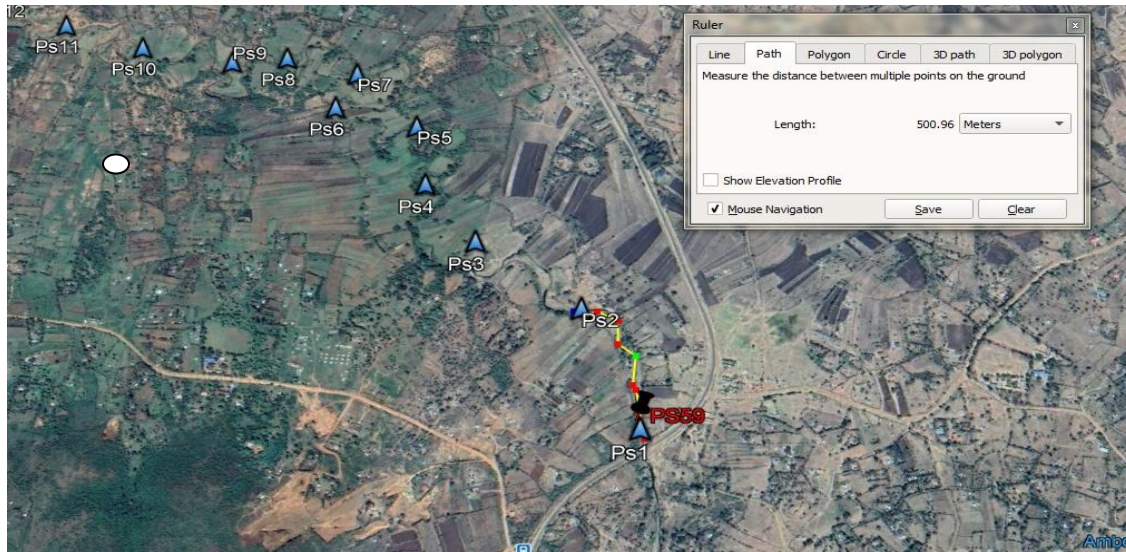 12
Ps11
Ps10
Ps9
Ps8
Ps7
Ps6
Ps5
Ps4
Ps3
Ps2
PS59
Ps1
Ruler
Line Path Polygon Circle 3D path 3D polygon
Measure the distance between multiple points on the ground
Length: 500.96 Meters
Show Elevation Profile
Mouse Navigation Save Clear
Ambo